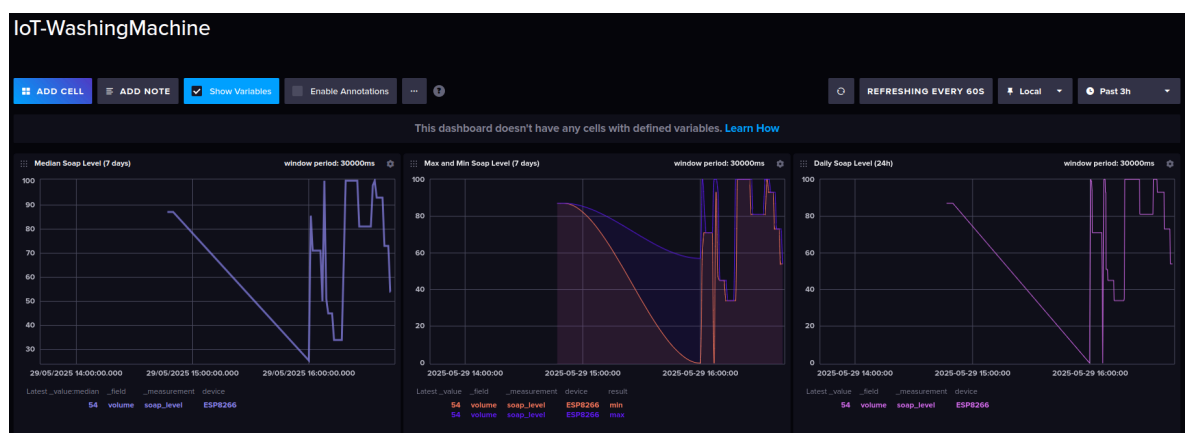 IoT-WashingMachine
ADD CELL ADD NOTE Show Variables Enable Annotations ... ? REFRESHING EVERY 60S Local Past 3h
This dashboard doesn't have any cells with defined variables. Learn How
Median Soap Level (7 days) window period: 30000ms
100
90
80
70
60
50
40
30
29/05/2025 14:00:00.000 29/05/2025 15:00:00.000 29/05/2025 16:00:00.000
Latest _value:median _field _measurement device
54 volume soap_level ESP8266
Max and Min Soap Level (7 days) window period: 30000ms
100
80
60
40
20
0
2025-05-29 14:00:00 2025-05-29 15:00:00 2025-05-29 16:00:00
Latest _value _field _measurement device result
54 volume soap_level ESP8266 min
54 volume soap_level ESP8266 max
Daily Soap Level (24h) window period: 30000ms
100
80
60
40
20
0
2025-05-29 14:00:00 2025-05-29 15:00:00 2025-05-29 16:00:00
Latest _value _field _measurement device
54 volume soap_level ESP8266